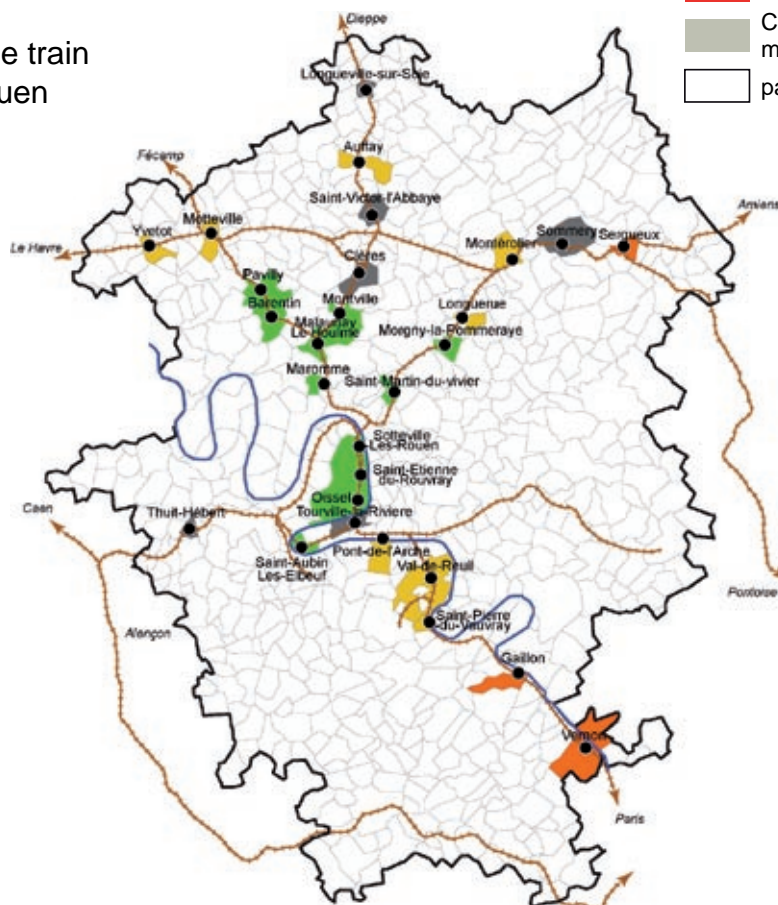 e train
uen
C
m
pa
Dieppe
Longueville-sur-Scie
Auffay
Fécamp
Saint-Victor-l'Abbaye
Amiens
Yvetot
Motteville
Sommery
Serqueux
Le Havre
Montérolier
Clères
Pavilly
Montville
Barentin
Longuerue
Malaunay
Le Houlme
Morgny-la-Pommeraye
Maromme
Saint-Martin-du-vivier
Sotteville
-Les-Rouen
Saint-Etienne
du-Rouvray
Caen
Oissel
Thuit-Hébert
Tourville-la-Riviere
Saint-Aubin
Les-Elbeuf
Pont-de-l'Arche
Val-de-Reuil
Pontoise
Alançon
Saint-Pierre
-du-Vauvray
Gaillon
Vernon
Paris